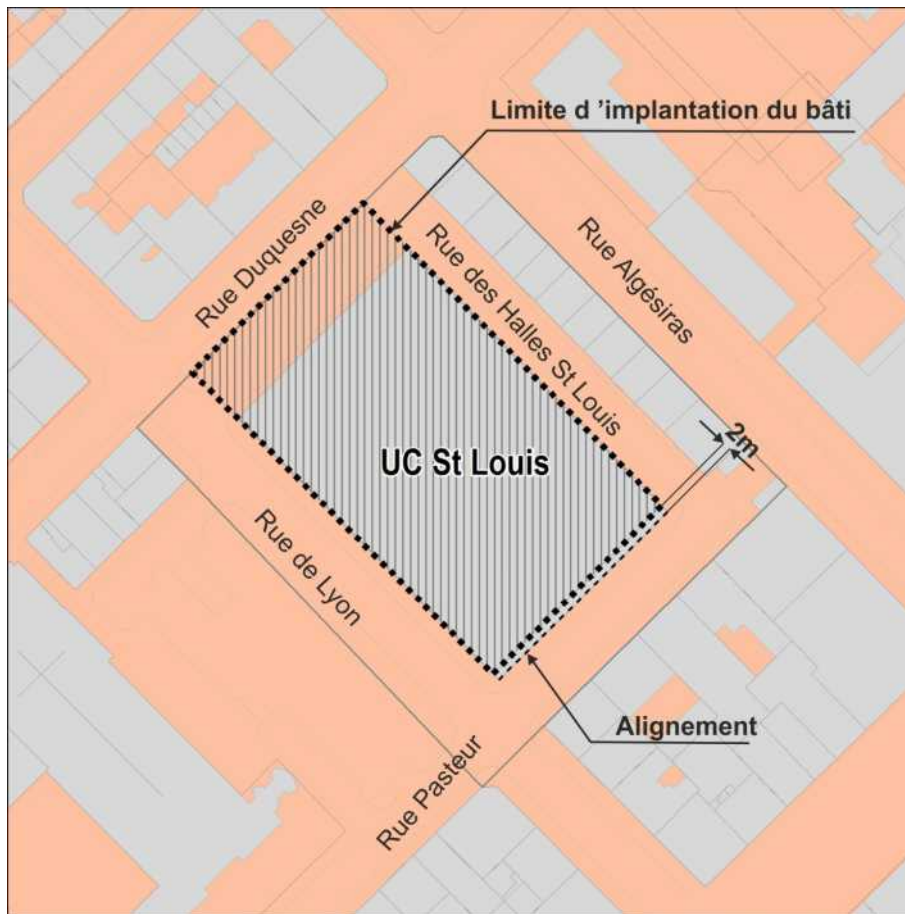 Limite d ’implantation du bâti
Rue Duquesne
Rue des Halles St Louis
Rue Algésiras
2m
UC St Louis
Rue de Lyon
Alignement
Rue Pasteur